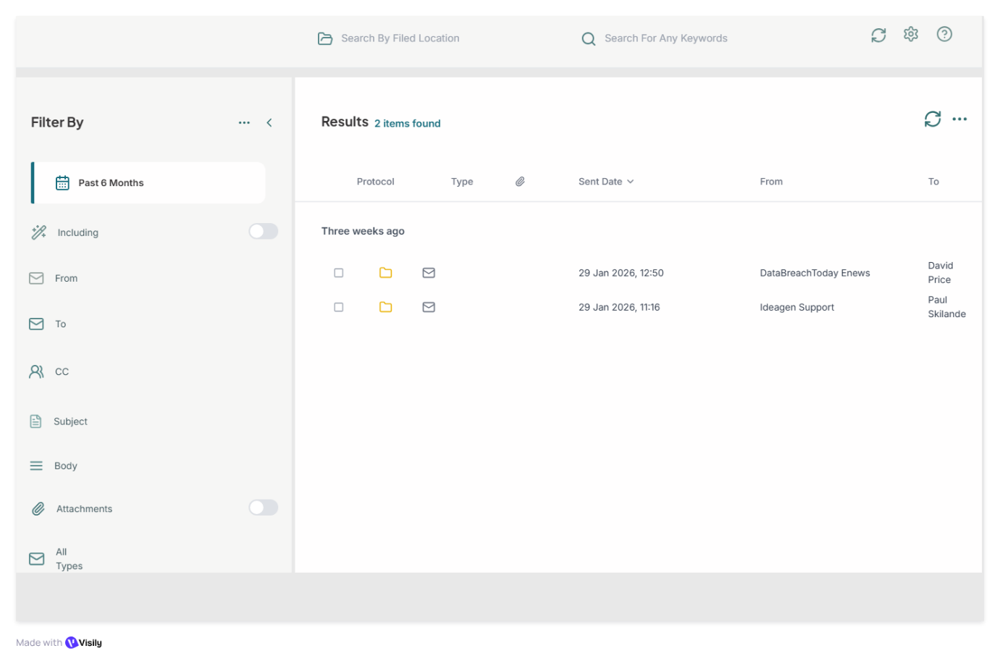 Search By Filed Location
Search For Any Keywords
Filter By
Past 6 Months
Including
From
To
CC
Subject
Body
Attachments
All
Types
Results 2 items found
Protocol Type Sent Date From To
Three weeks ago
29 Jan 2026, 12:50 DataBreachToday Enews David
Price
29 Jan 2026, 11:16 Ideagen Support Paul
Skilande
Made with Visily